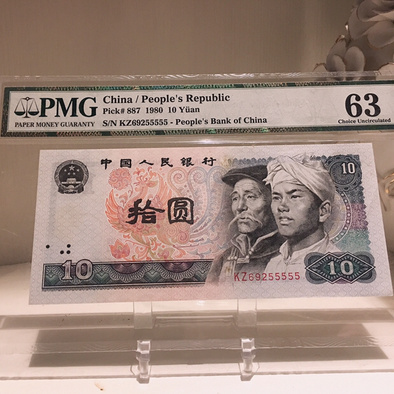 PMG
PAPER MONEY GUARANTY
China / People's Republic
Pick# 887 1980 10 Yüan
S/N KZ69255555 - People's Bank of China
63
Choice Uncirculated
中国人民银行
10
拾圆
KZ69255555
10
10